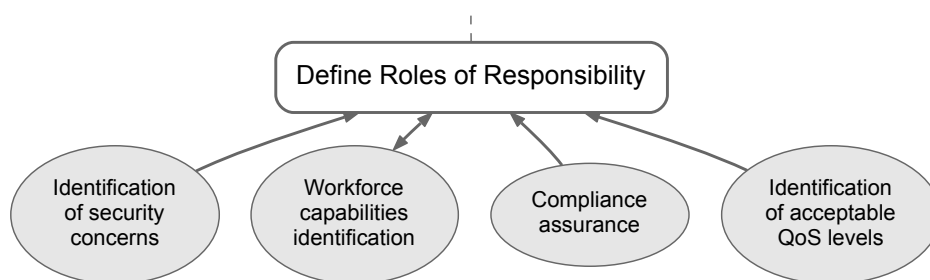 Define Roles of Responsibility
Identification
of security
concerns
Workforce
capabilities
identification
Compliance
assurance
Identification
of acceptable
QoS levels